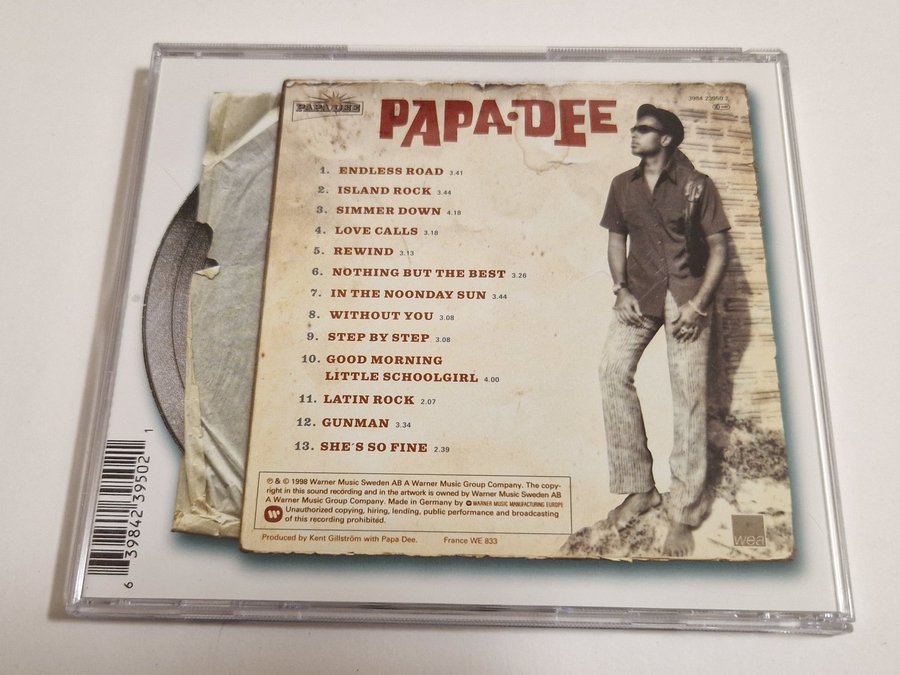 PAPA-DEE
PAPA·DEE
3984 23950 2
1. ENDLESS ROAD 3.41
2. ISLAND ROCK 3.44
3. SIMMER DOWN 4.18
4. LOVE CALLS 3.18
5. REWIND 3.13
6. NOTHING BUT THE BEST 3.26
7. IN THE NOONDAY SUN 3.44
8. WITHOUT YOU 3.08
9. STEP BY STEP 3.08
10. GOOD MORNING
LITTLE SCHOOLGIRL 4.00
11. LATIN ROCK 2.07
12. GUNMAN 3.34
13. SHE'S SO FINE 2.39
℗ & © 1998 Warner Music Sweden AB A Warner Music Group Company. The copy-
right in this sound recording and in the artwork is owned by Warner Music Sweden AB
A Warner Music Group Company. Made in Germany by WARNER MUSIC MANUFACTURING EUROPE
Unauthorized copying, hiring, lending, public performance and broadcasting
of this recording prohibited.
Produced by Kent Gillström with Papa Dee. France WE 833
wea
6 39842 39502 1